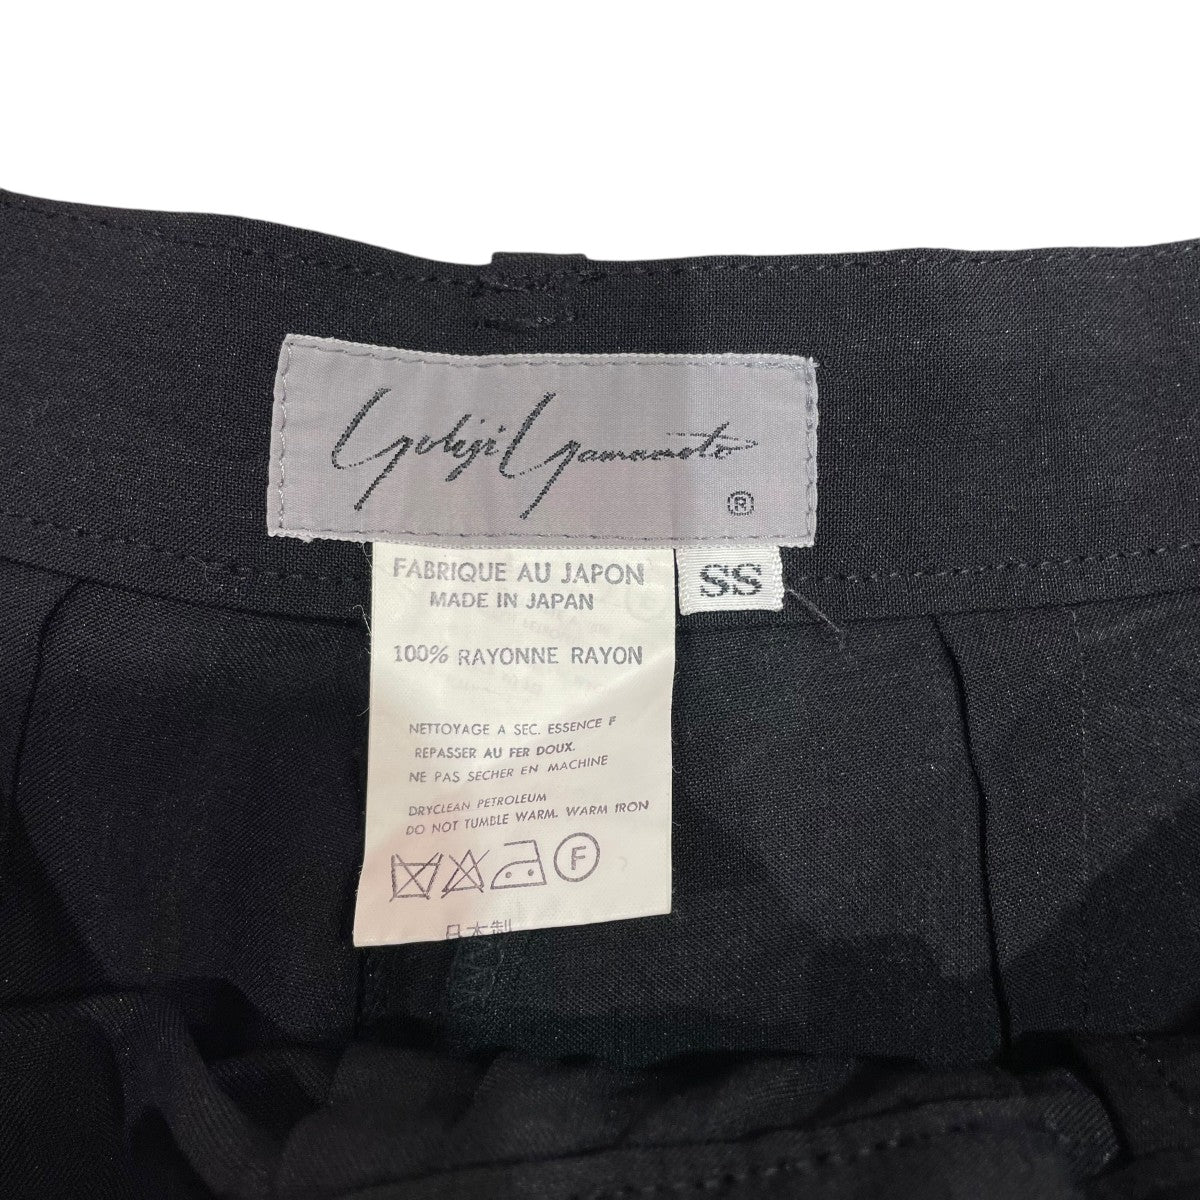 Yohji Yamamoto
®
FABRIQUE AU JAPON
MADE IN JAPAN
SS
100% RAYONNE RAYON
NETTOYAGE A SEC. ESSENCE F
REPASSER AU FER DOUX.
NE PAS SECHER EN MACHINE
DRYCLEAN PETROLEUM
DO NOT TUMBLE WARM. WARM IRON
F
日本製